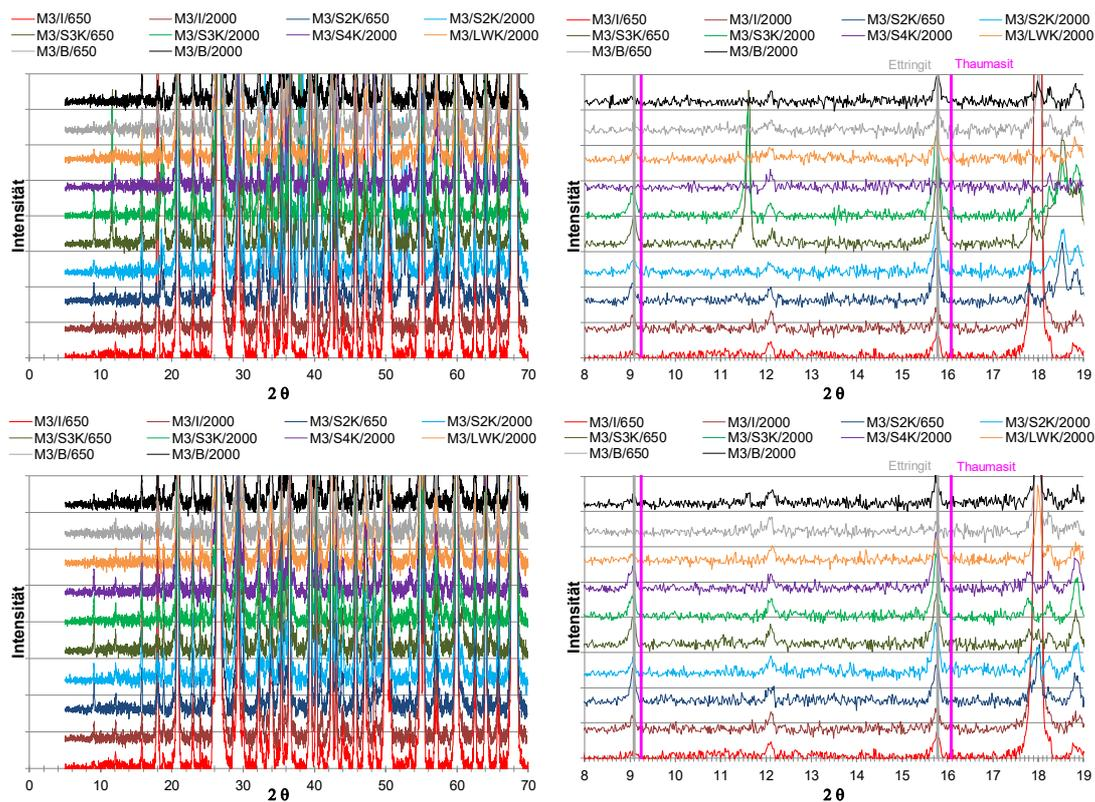 M3/I/650 M3/I/2000 M3/S2K/650 M3/S2K/2000
M3/S3K/650 M3/S3K/2000 M3/S4K/2000 M3/LWK/2000
M3/B/650 M3/B/2000
Intensität
0 10 20 30 40 50 60 70
2 θ
M3/I/650 M3/I/2000 M3/S2K/650 M3/S2K/2000
M3/S3K/650 M3/S3K/2000 M3/S4K/2000 M3/LWK/2000
M3/B/650 M3/B/2000
Ettringit Thaumasit
Intensität
8 9 10 11 12 13 14 15 16 17 18 19
2 θ
M3/I/650 M3/I/2000 M3/S2K/650 M3/S2K/2000
M3/S3K/650 M3/S3K/2000 M3/S4K/2000 M3/LWK/2000
M3/B/650 M3/B/2000
Intensität
0 10 20 30 40 50 60 70
2 θ
M3/I/650 M3/I/2000 M3/S2K/650 M3/S2K/2000
M3/S3K/650 M3/S3K/2000 M3/S4K/2000 M3/LWK/2000
M3/B/650 M3/B/2000
Ettringit Thaumasit
Intensität
8 9 10 11 12 13 14 15 16 17 18 19
2 θ